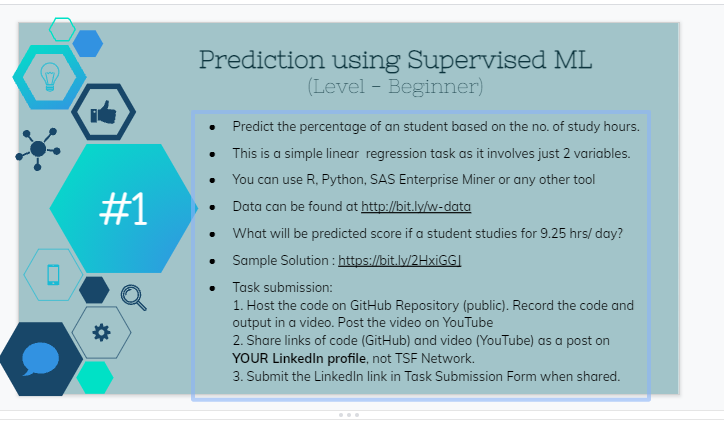 Prediction using Supervised ML
(Level - Beginner)
#1
• Predict the percentage of an student based on the no. of study hours.
• This is a simple linear regression task as it involves just 2 variables.
• You can use R, Python, SAS Enterprise Miner or any other tool
• Data can be found at http://bit.ly/w-data
• What will be predicted score if a student studies for 9.25 hrs/ day?
• Sample Solution : https://bit.ly/2HxiGGJ
• Task submission:
1. Host the code on GitHub Repository (public). Record the code and
output in a video. Post the video on YouTube
2. Share links of code (GitHub) and video (YouTube) as a post on
YOUR LinkedIn profile, not TSF Network.
3. Submit the LinkedIn link in Task Submission Form when shared.